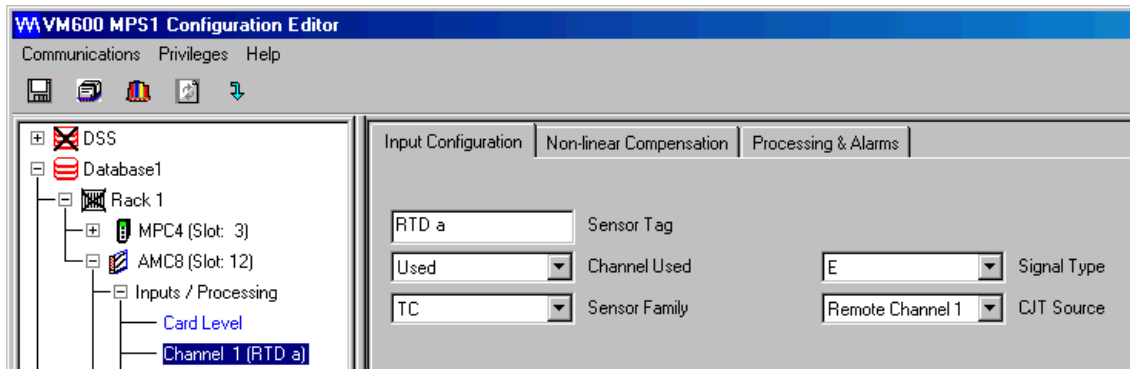 VM600 MPS1 Configuration Editor
Communications Privileges Help
DSS
Database1
Rack 1
MPC4 (Slot: 3)
AMC8 (Slot: 12)
Inputs / Processing
Card Level
Channel 1 (RTD a)
Input Configuration Non-linear Compensation Processing & Alarms
RTD a Sensor Tag
Used Channel Used E Signal Type
TC Sensor Family Remote Channel 1 CJT Source